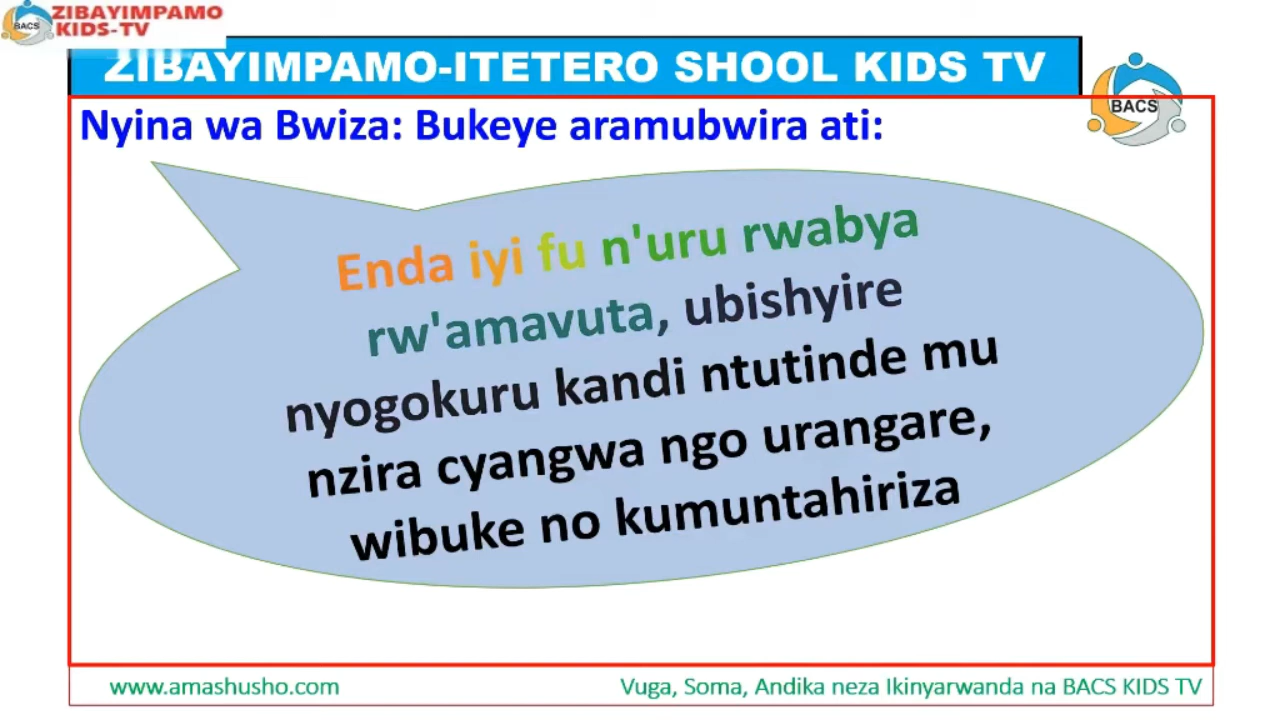 ZIBAYIMPAMO
KIDS-TV
BACS
ZIBAYIMPAMO-ITETERO SHOOL KIDS TV
BACS
Nyina wa Bwiza: Bukeye aramubwira ati:
Enda iyi fu n'uru rwabya
rw'amavuta, ubishyire
nyogokuru kandi ntutinde mu
nzira cyangwa ngo urangare,
wibuke no kumuntahiriza
www.amashusho.com
Vuga, Soma, Andika neza Ikinyarwanda na BACS KIDS TV